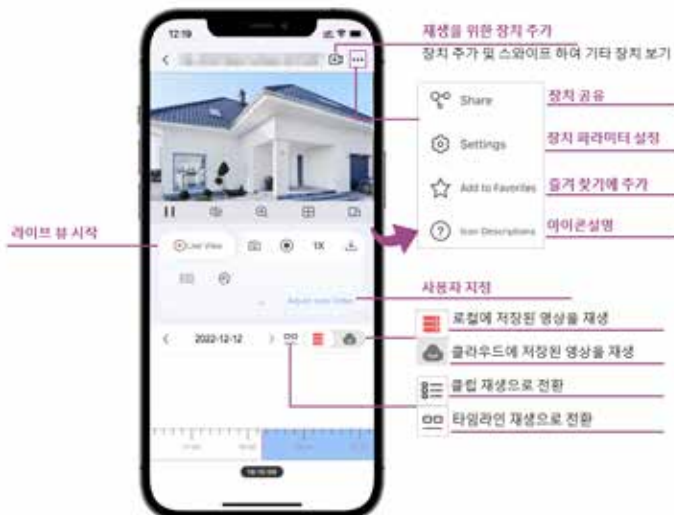 12:19
재생을 위한 장치 추가
장치 추가 및 스와이프 하여 기타 장치 보기
Share
장치 공유
Settings
장치 파라미터 설정
Add to Favorites
즐겨 찾기에 추가
Icon Descriptions
아이콘설명
라이브 뷰 시작
Live View
1X
사용자 지정
로컬에 저장된 영상을 재생
2022-12-12
클라우드에 저장된 영상을 재생
클립 재생으로 전환
타임라인 재생으로 전환